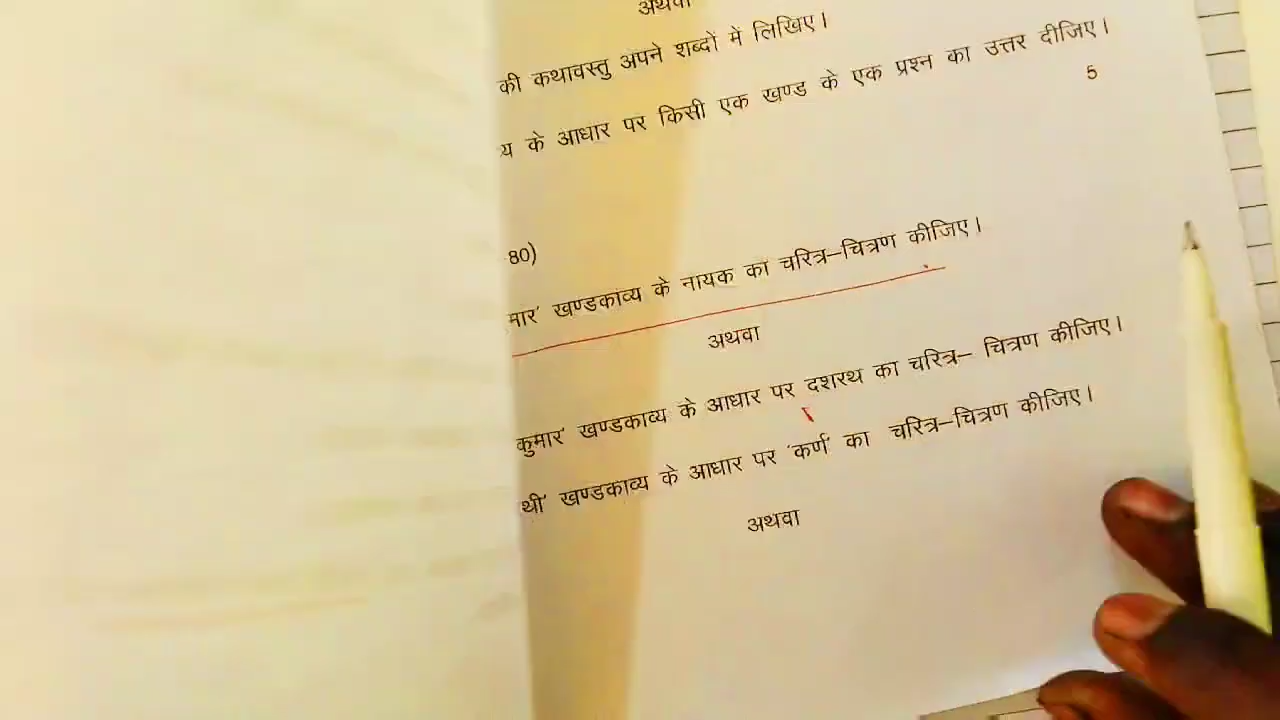 अथवा
की कथावस्तु अपने शब्दों में लिखिए।
य के आधार पर किसी एक खण्ड के एक प्रश्न का उत्तर दीजिए।
5
80)
मार' खण्डकाव्य के नायक का चरित्र–चित्रण कीजिए।
अथवा
कुमार' खण्डकाव्य के आधार पर दशरथ का चरित्र– चित्रण कीजिए।
थी' खण्डकाव्य के आधार पर 'कर्ण' का चरित्र–चित्रण कीजिए।
अथवा